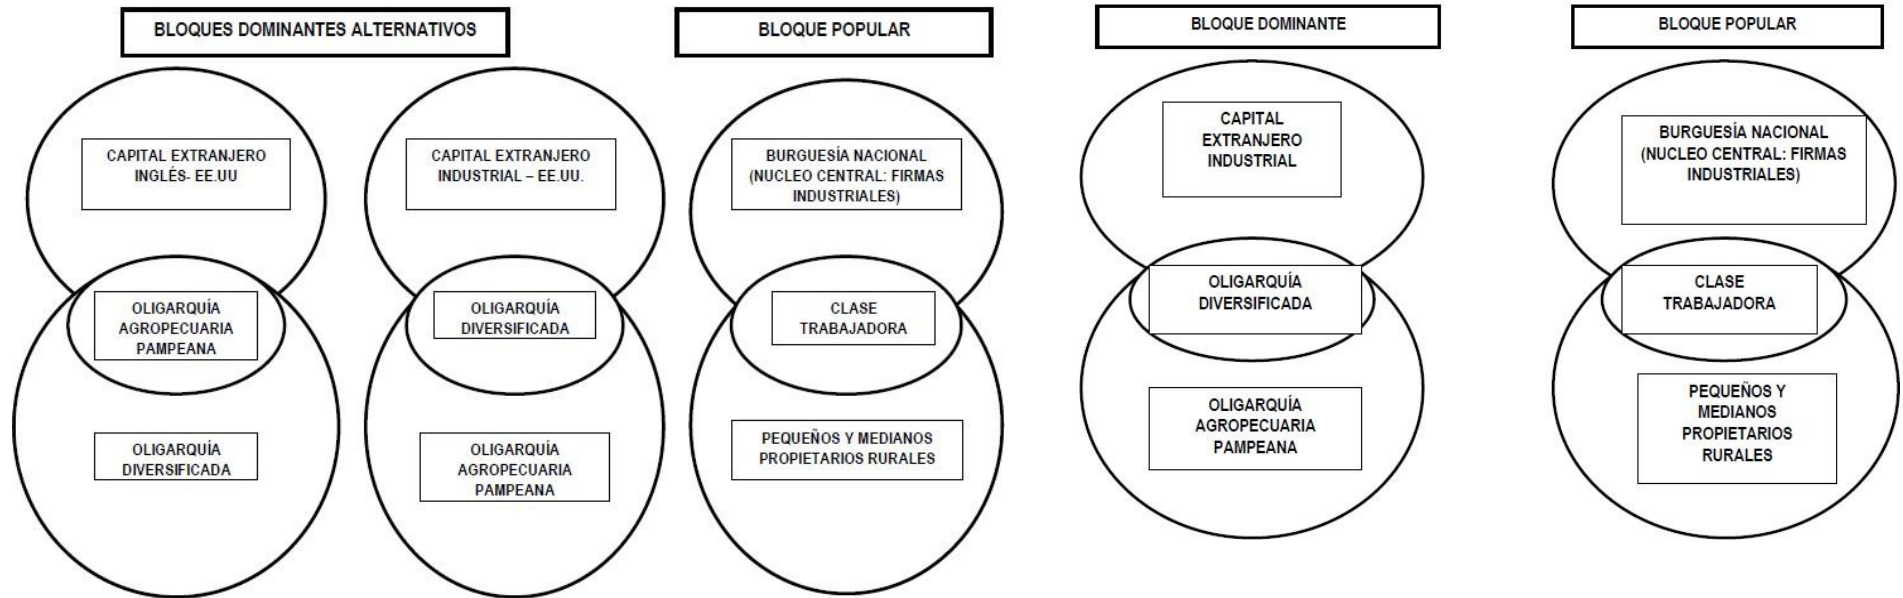 BLOQUES DOMINANTES ALTERNATIVOS
CAPITAL EXTRANJERO
INGLÉS- EE.UU
OLIGARQUÍA
AGROPECUARIA
PAMPEANA
OLIGARQUÍA
DIVERSIFICADA
CAPITAL EXTRANJERO
INDUSTRIAL – EE.UU.
OLIGARQUÍA
DIVERSIFICADA
OLIGARQUÍA
AGROPECUARIA
PAMPEANA
BLOQUE POPULAR
BURGUESÍA NACIONAL
(NUCLEO CENTRAL: FIRMAS
INDUSTRIALES)
CLASE
TRABAJADORA
PEQUEÑOS Y MEDIANOS
PROPIETARIOS RURALES
BLOQUE DOMINANTE
CAPITAL
EXTRANJERO
INDUSTRIAL
OLIGARQUÍA
DIVERSIFICADA
OLIGARQUÍA
AGROPECUARIA
PAMPEANA
BLOQUE POPULAR
BURGUESÍA NACIONAL
(NUCLEO CENTRAL: FIRMAS
INDUSTRIALES)
CLASE
TRABAJADORA
PEQUEÑOS Y
MEDIANOS
PROPIETARIOS
RURALES